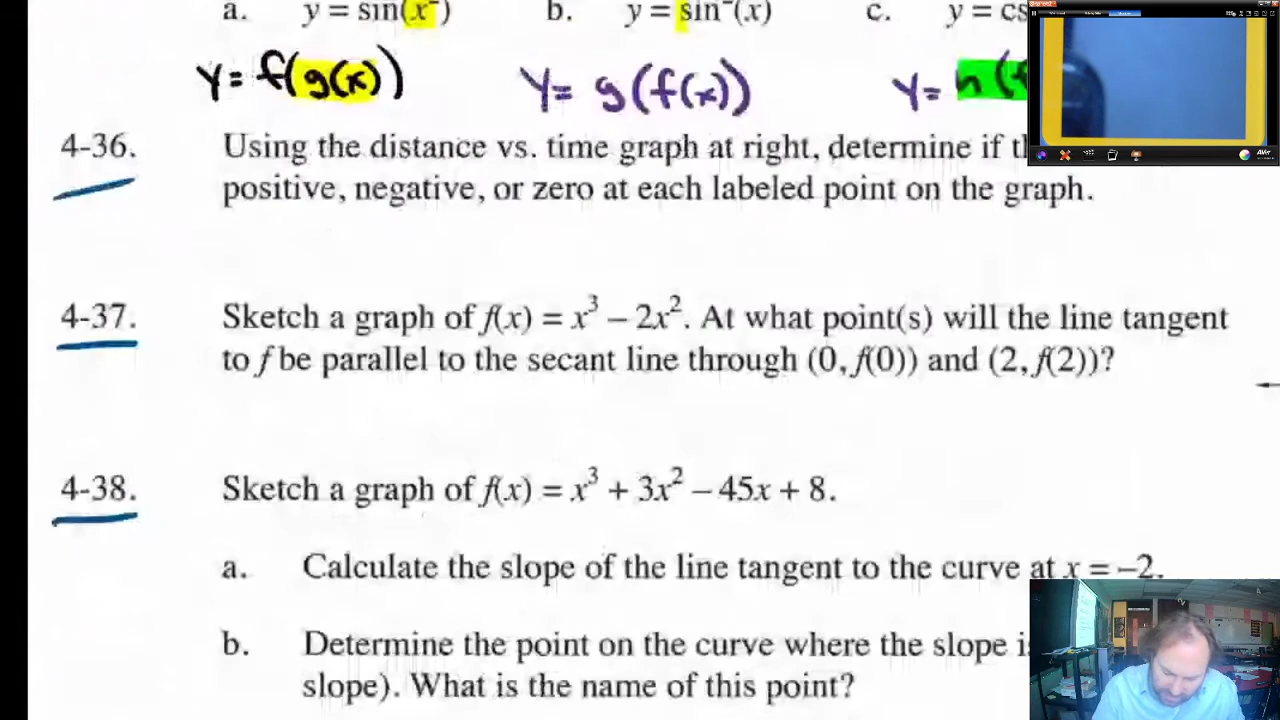 a. y = sin(x²) b. y = sin²(x) c. y = cs
y = f(g(x)) y = g(f(x)) y = h(f
4-36. Using the distance vs. time graph at right, determine if
positive, negative, or zero at each labeled point on the graph.
4-37. Sketch a graph of f(x) = x³ – 2x². At what point(s) will the line tangent
to f be parallel to the secant line through (0, f(0)) and (2, f(2))?
4-38. Sketch a graph of f(x) = x³ + 3x² – 45x + 8.
a. Calculate the slope of the line tangent to the curve at x = –2.
b. Determine the point on the curve where the slope
slope). What is the name of this point?